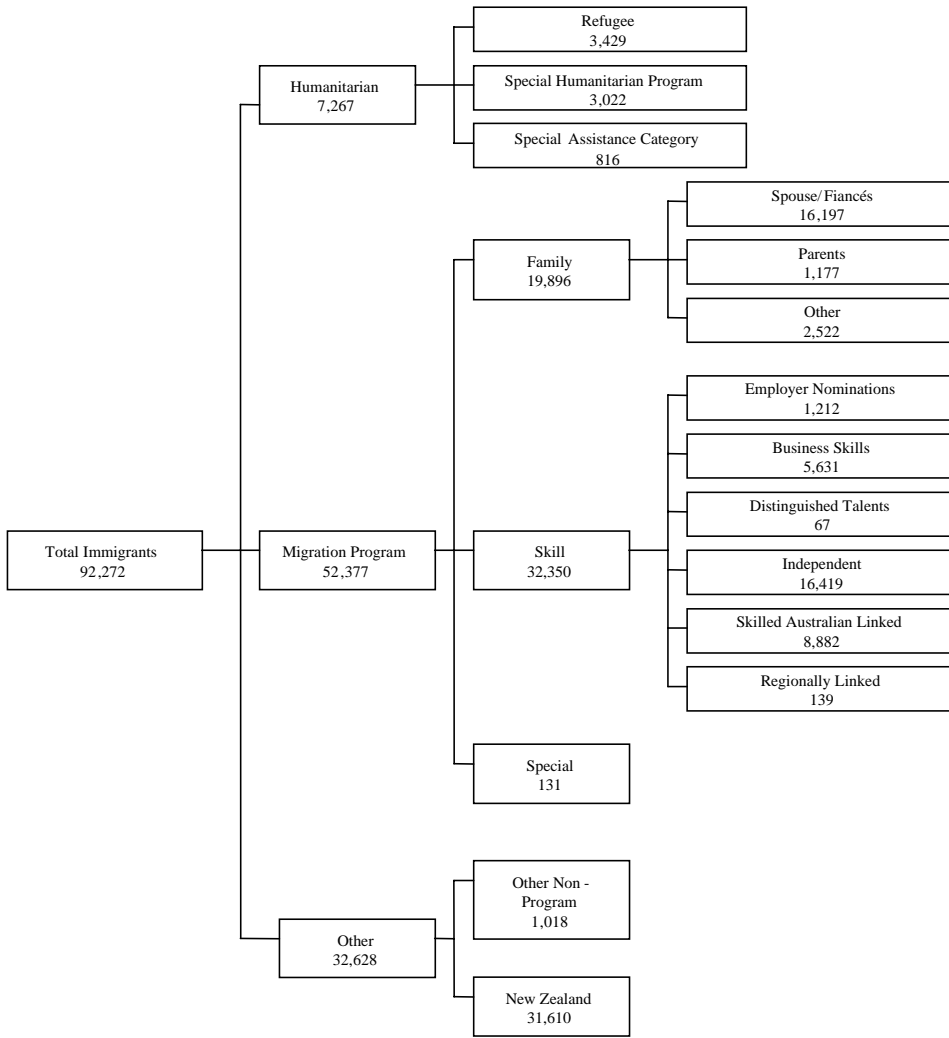 Refugee
3,429
Humanitarian
7,267
Special Humanitarian Program
3,022
Special Assistance Category
816
Spouse/Fiancés
16,197
Family
19,896
Parents
1,177
Other
2,522
Employer Nominations
1,212
Business Skills
5,631
Distinguished Talents
67
Total Immigrants
92,272
Migration Program
52,377
Skill
32,350
Independent
16,419
Skilled Australian Linked
8,882
Regionally Linked
139
Special
131
Other Non -
Program
1,018
Other
32,628
New Zealand
31,610